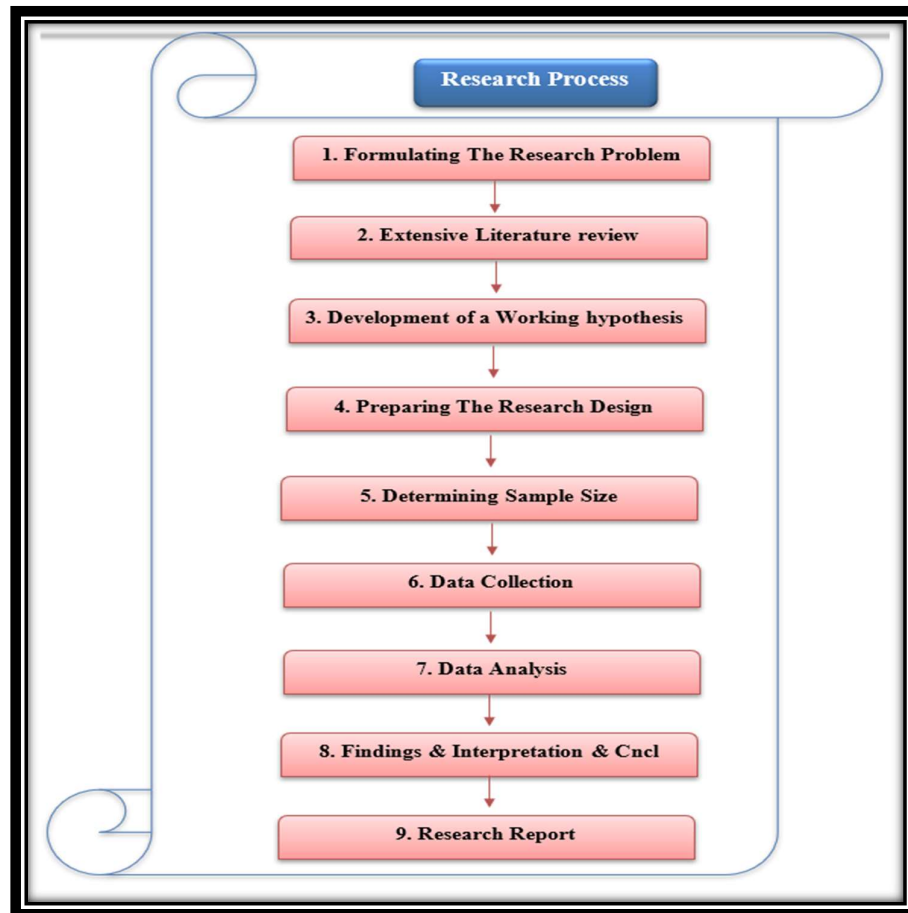 Research Process
1. Formulating The Research Problem
2. Extensive Literature review
3. Development of a Working hypothesis
4. Preparing The Research Design
5. Determining Sample Size
6. Data Collection
7. Data Analysis
8. Findings & Interpretation & Cncl
9. Research Report